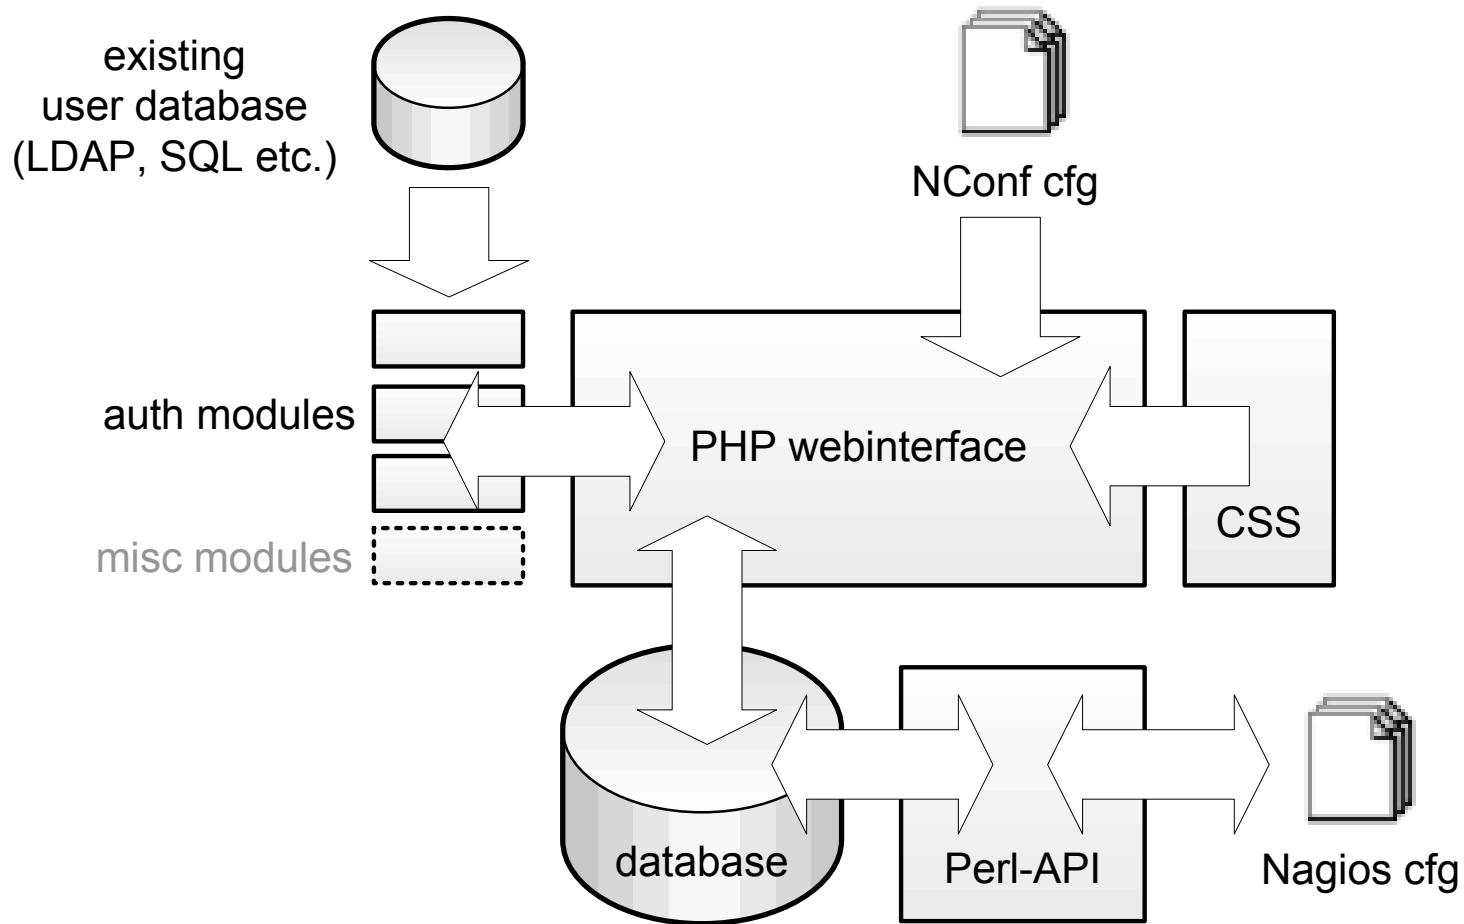 existing
user database
(LDAP, SQL etc.)
NConf cfg
auth modules
PHP webinterface
CSS
misc modules
database
Perl-API
Nagios cfg